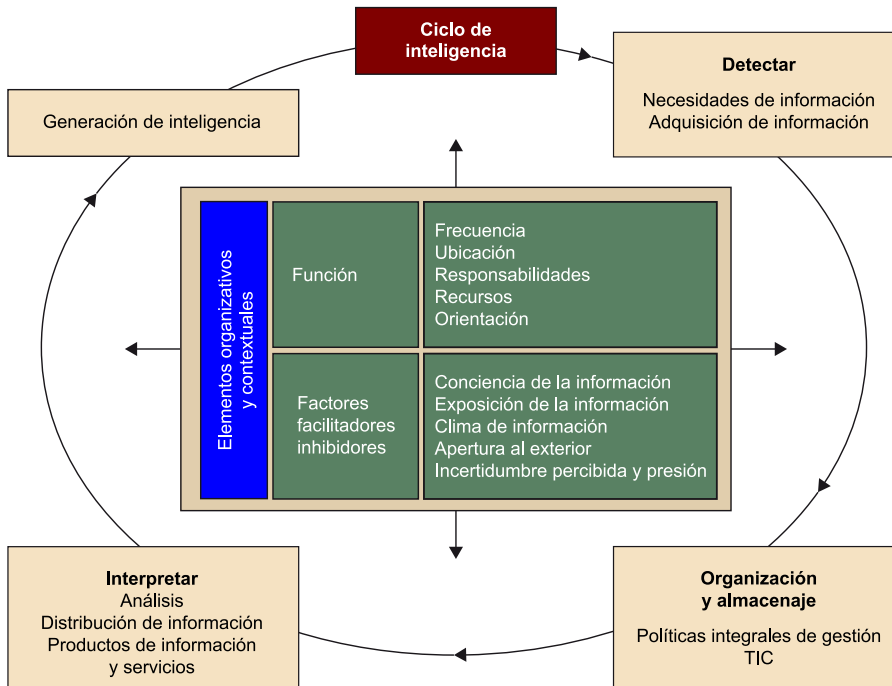 Ciclo de
inteligencia
Detectar
Necesidades de información
Adquisición de información
Generación de inteligencia
Elementos organizativos
y contextuales
Función
Frecuencia
Ubicación
Responsabilidades
Recursos
Orientación
Factores
facilitadores
inhibidores
Conciencia de la información
Exposición de la información
Clima de información
Apertura al exterior
Incertidumbre percibida y presión
Interpretar
Análisis
Distribución de información
Productos de información
y servicios
Organización
y almacenaje
Políticas integrales de gestión
TIC